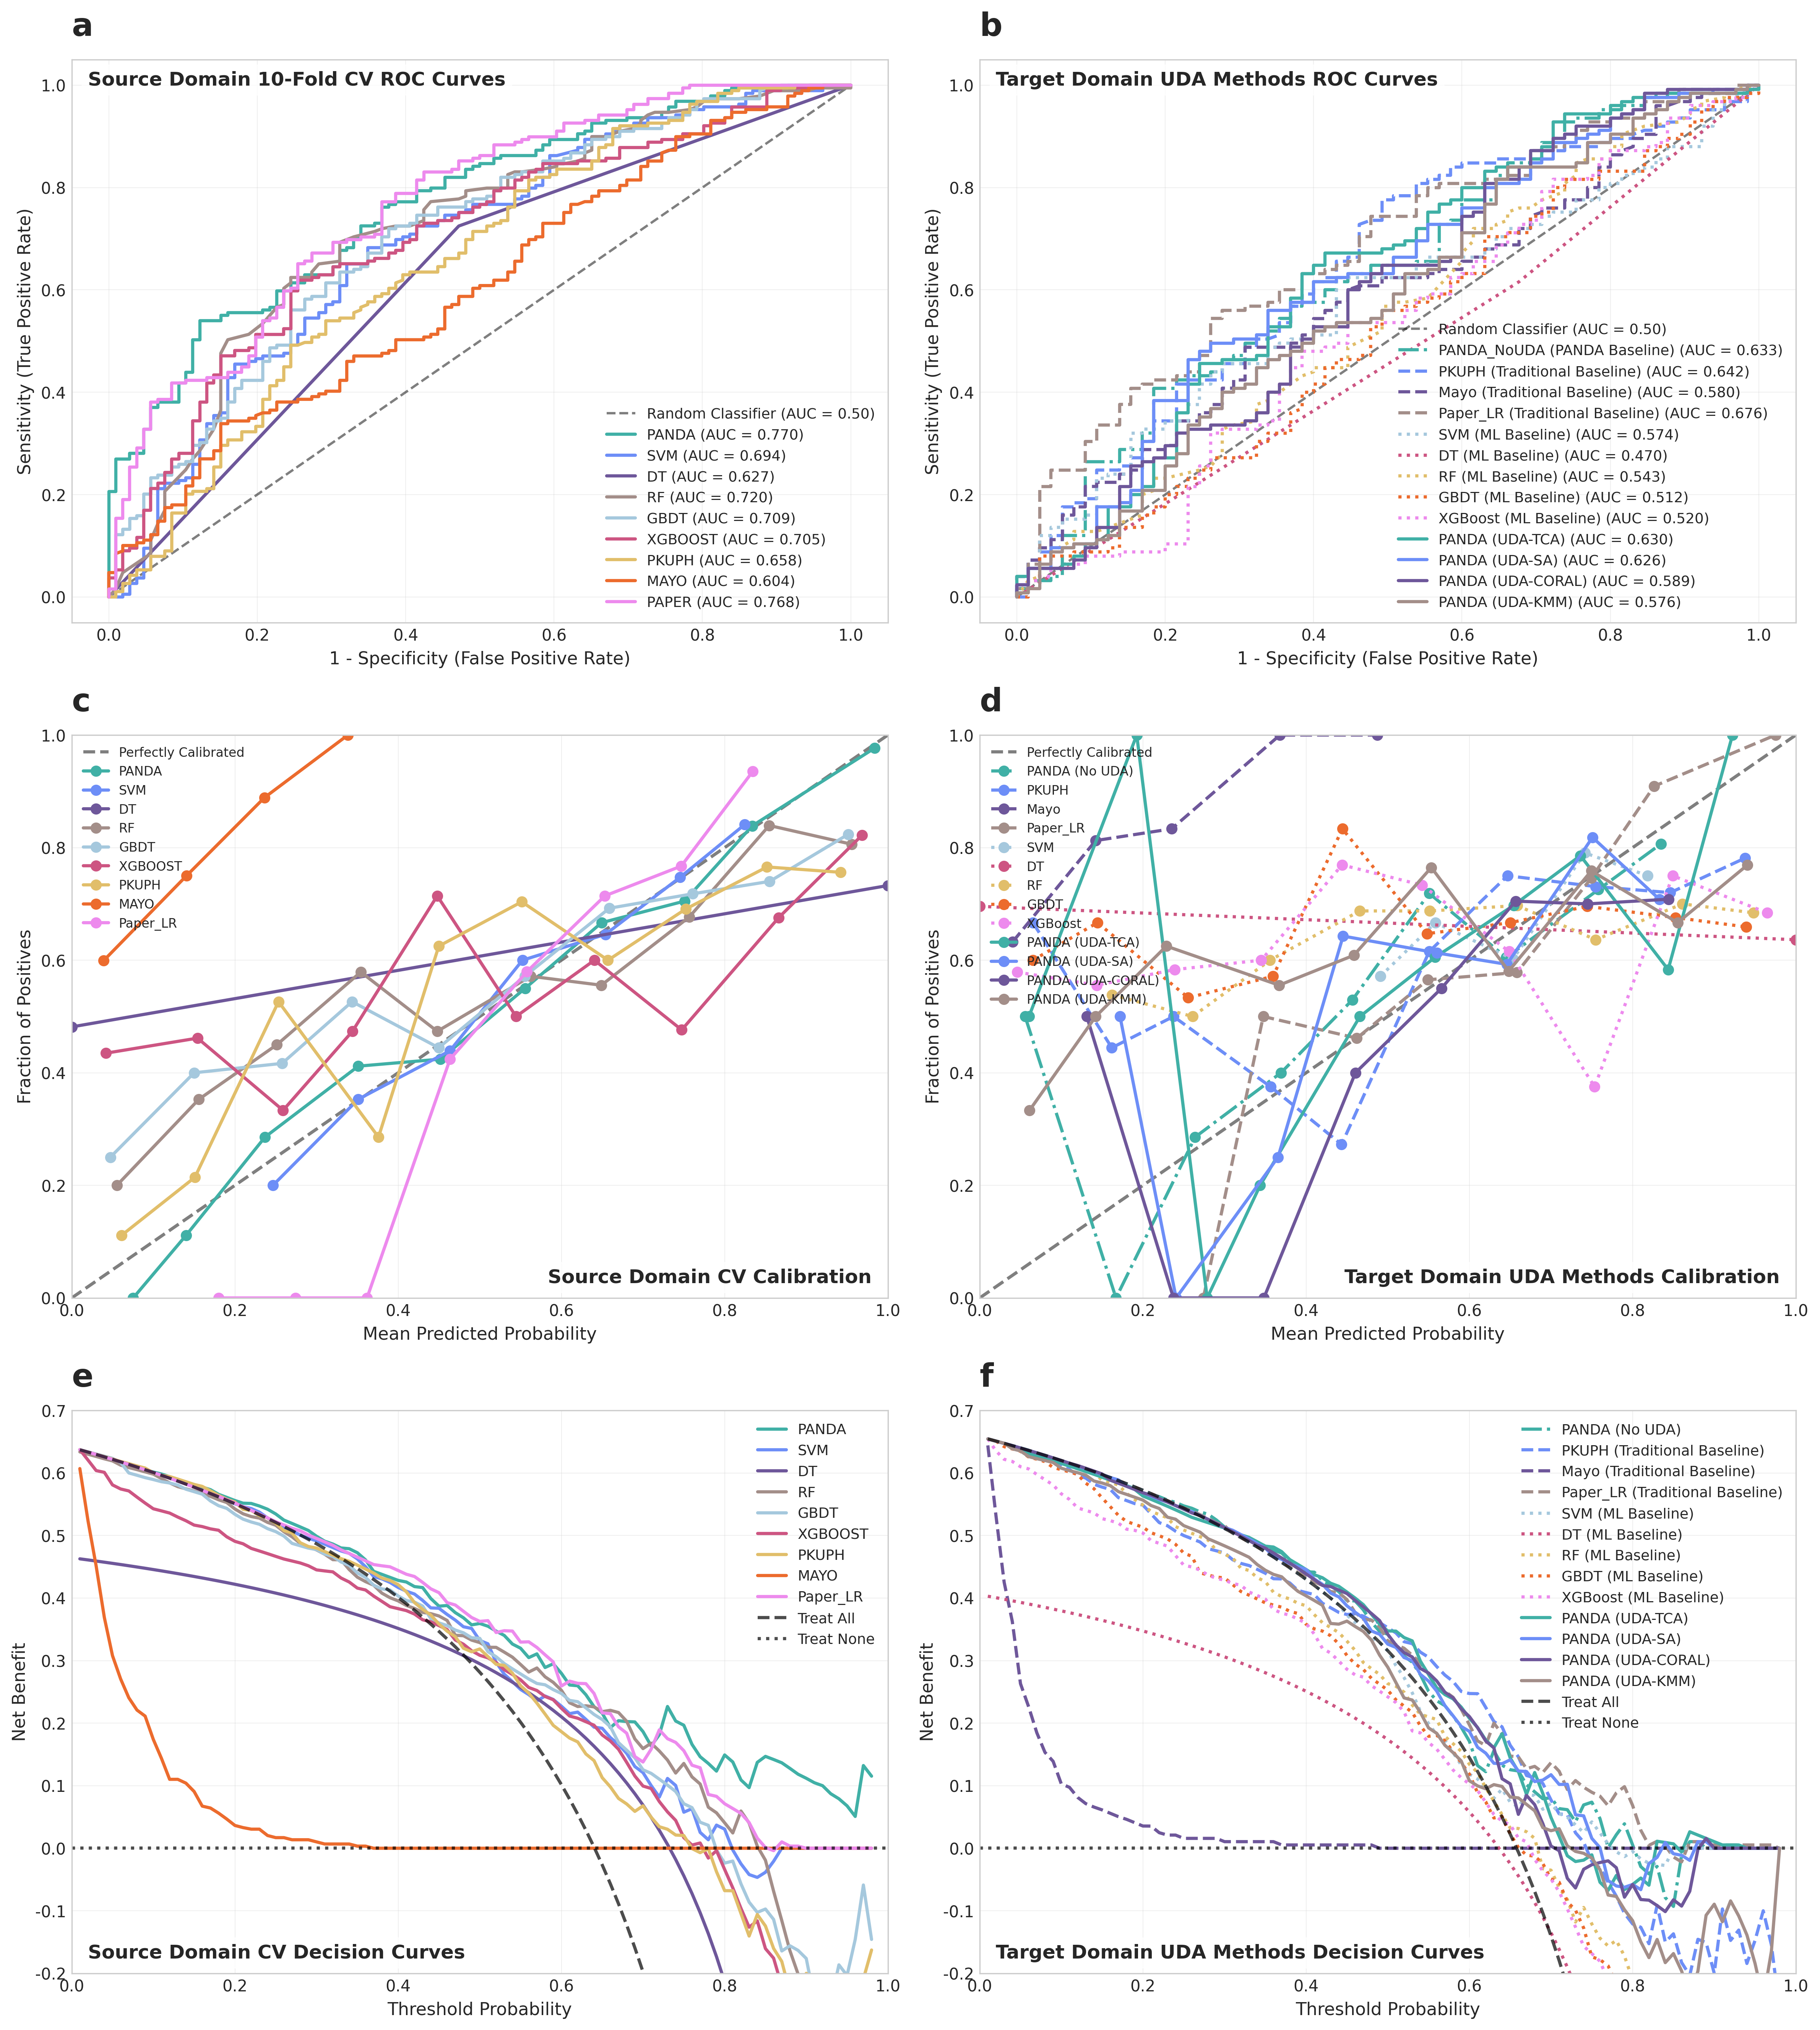 a
Source Domain 10-Fold CV ROC Curves
Sensitivity (True Positive Rate)
1.0
0.8
0.6
0.4
0.2
0.0
Random Classifier (AUC = 0.50)
PANDA (AUC = 0.770)
SVM (AUC = 0.694)
DT (AUC = 0.627)
RF (AUC = 0.720)
GBDT (AUC = 0.709)
XGBOOST (AUC = 0.705)
PKUPH (AUC = 0.658)
MAYO (AUC = 0.604)
PAPER (AUC = 0.768)
0.0 0.2 0.4 0.6 0.8 1.0
1 - Specificity (False Positive Rate)
b
Target Domain UDA Methods ROC Curves
Sensitivity (True Positive Rate)
1.0
0.8
0.6
0.4
0.2
0.0
Random Classifier (AUC = 0.50)
PANDA_NoUDA (PANDA Baseline) (AUC = 0.633)
PKUPH (Traditional Baseline) (AUC = 0.642)
Mayo (Traditional Baseline) (AUC = 0.580)
Paper_LR (Traditional Baseline) (AUC = 0.676)
SVM (ML Baseline) (AUC = 0.574)
DT (ML Baseline) (AUC = 0.470)
RF (ML Baseline) (AUC = 0.543)
GBDT (ML Baseline) (AUC = 0.512)
XGBoost (ML Baseline) (AUC = 0.520)
PANDA (UDA-TCA) (AUC = 0.630)
PANDA (UDA-SA) (AUC = 0.626)
PANDA (UDA-CORAL) (AUC = 0.589)
PANDA (UDA-KMM) (AUC = 0.576)
0.0 0.2 0.4 0.6 0.8 1.0
1 - Specificity (False Positive Rate)
c
Fraction of Positives
1.0
0.8
0.6
0.4
0.2
0.0
Perfectly Calibrated
PANDA
SVM
DT
RF
GBDT
XGBOOST
PKUPH
MAYO
Paper_LR
Source Domain CV Calibration
0.0 0.2 0.4 0.6 0.8 1.0
Mean Predicted Probability
d
Fraction of Positives
1.0
0.8
0.6
0.4
0.2
0.0
Perfectly Calibrated
PANDA (No UDA)
PKUPH
Mayo
Paper_LR
SVM
DT
RF
GBDT
XGBoost
PANDA (UDA-TCA)
PANDA (UDA-SA)
PANDA (UDA-CORAL)
PANDA (UDA-KMM)
Target Domain UDA Methods Calibration
0.0 0.2 0.4 0.6 0.8 1.0
Mean Predicted Probability
e
Net Benefit
0.7
0.6
0.5
0.4
0.3
0.2
0.1
0.0
-0.1
-0.2
PANDA
SVM
DT
RF
GBDT
XGBOOST
PKUPH
MAYO
Paper_LR
Treat All
Treat None
Source Domain CV Decision Curves
0.0 0.2 0.4 0.6 0.8 1.0
Threshold Probability
f
Net Benefit
0.7
0.6
0.5
0.4
0.3
0.2
0.1
0.0
-0.1
-0.2
PANDA (No UDA)
PKUPH (Traditional Baseline)
Mayo (Traditional Baseline)
Paper_LR (Traditional Baseline)
SVM (ML Baseline)
DT (ML Baseline)
RF (ML Baseline)
GBDT (ML Baseline)
XGBoost (ML Baseline)
PANDA (UDA-TCA)
PANDA (UDA-SA)
PANDA (UDA-CORAL)
PANDA (UDA-KMM)
Treat All
Treat None
Target Domain UDA Methods Decision Curves
0.0 0.2 0.4 0.6 0.8 1.0
Threshold Probability